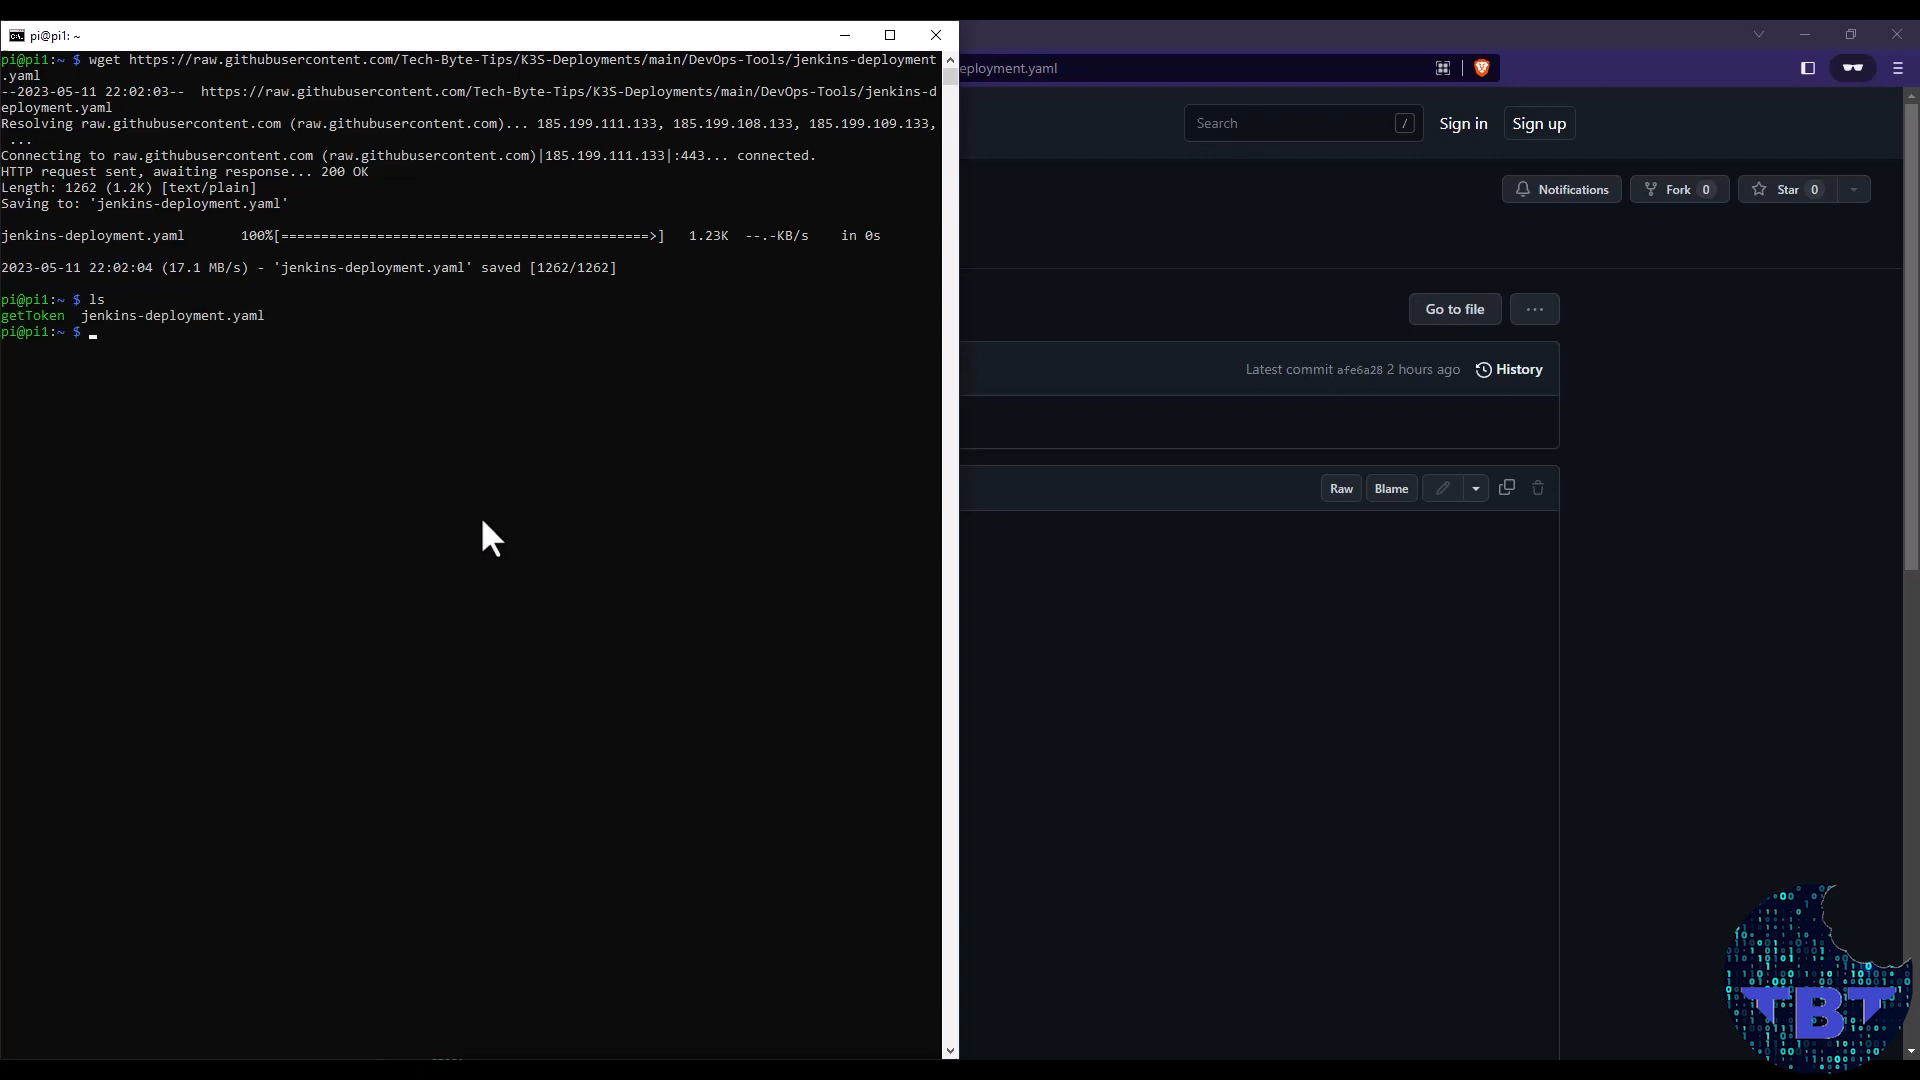 pi@pi1: ~
pi@pi1:~ $ wget https://raw.githubusercontent.com/Tech-Byte-Tips/K3S-Deployments/main/DevOps-Tools/jenkins-deployment
.yaml
--2023-05-11 22:02:03--  https://raw.githubusercontent.com/Tech-Byte-Tips/K3S-Deployments/main/DevOps-Tools/jenkins-d
eployment.yaml
Resolving raw.githubusercontent.com (raw.githubusercontent.com)... 185.199.111.133, 185.199.108.133, 185.199.109.133,
 ...
Connecting to raw.githubusercontent.com (raw.githubusercontent.com)|185.199.111.133|:443... connected.
HTTP request sent, awaiting response... 200 OK
Length: 1262 (1.2K) [text/plain]
Saving to: 'jenkins-deployment.yaml'
jenkins-deployment.yaml       100%[==============================================>]   1.23K  --.-KB/s    in 0s
2023-05-11 22:02:04 (17.1 MB/s) - 'jenkins-deployment.yaml' saved [1262/1262]
pi@pi1:~ $ ls
getToken  jenkins-deployment.yaml
pi@pi1:~ $
eployment.yaml
Search /
Sign in
Sign up
Notifications
Fork 0
Star 0
Go to file
...
Latest commit afe6a28 2 hours ago
History
Raw
Blame
TBT